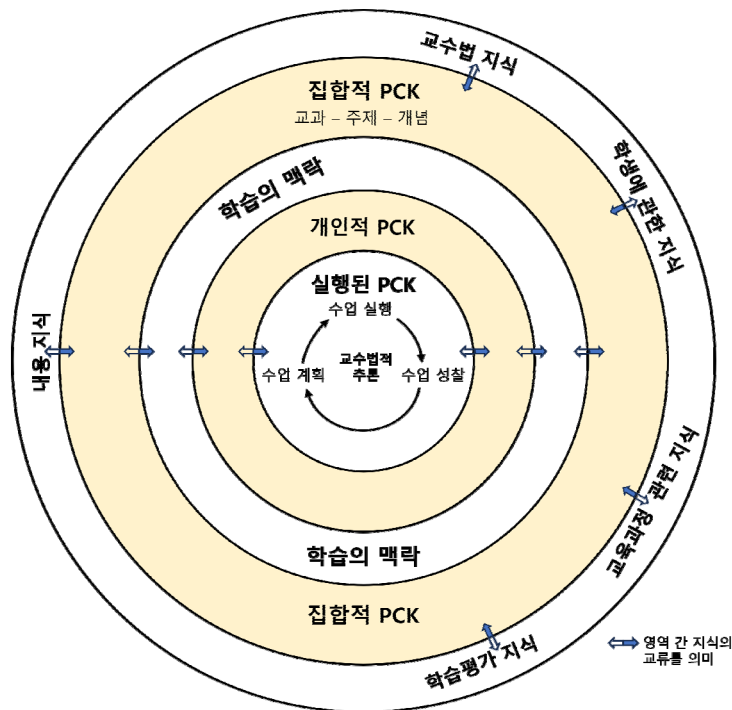 교수법 지식
집합적 PCK
교과 – 주제 – 개념
학습의 맥락
학생에 관한 지식
개인적 PCK
실행된 PCK
수업 실행
내용 지식
교수법적
추론
수업 계획
수업 성찰
교육과정 관련 지식
학습의 맥락
집합적 PCK
학습평가 지식
영역 간 지식의
교류를 의미